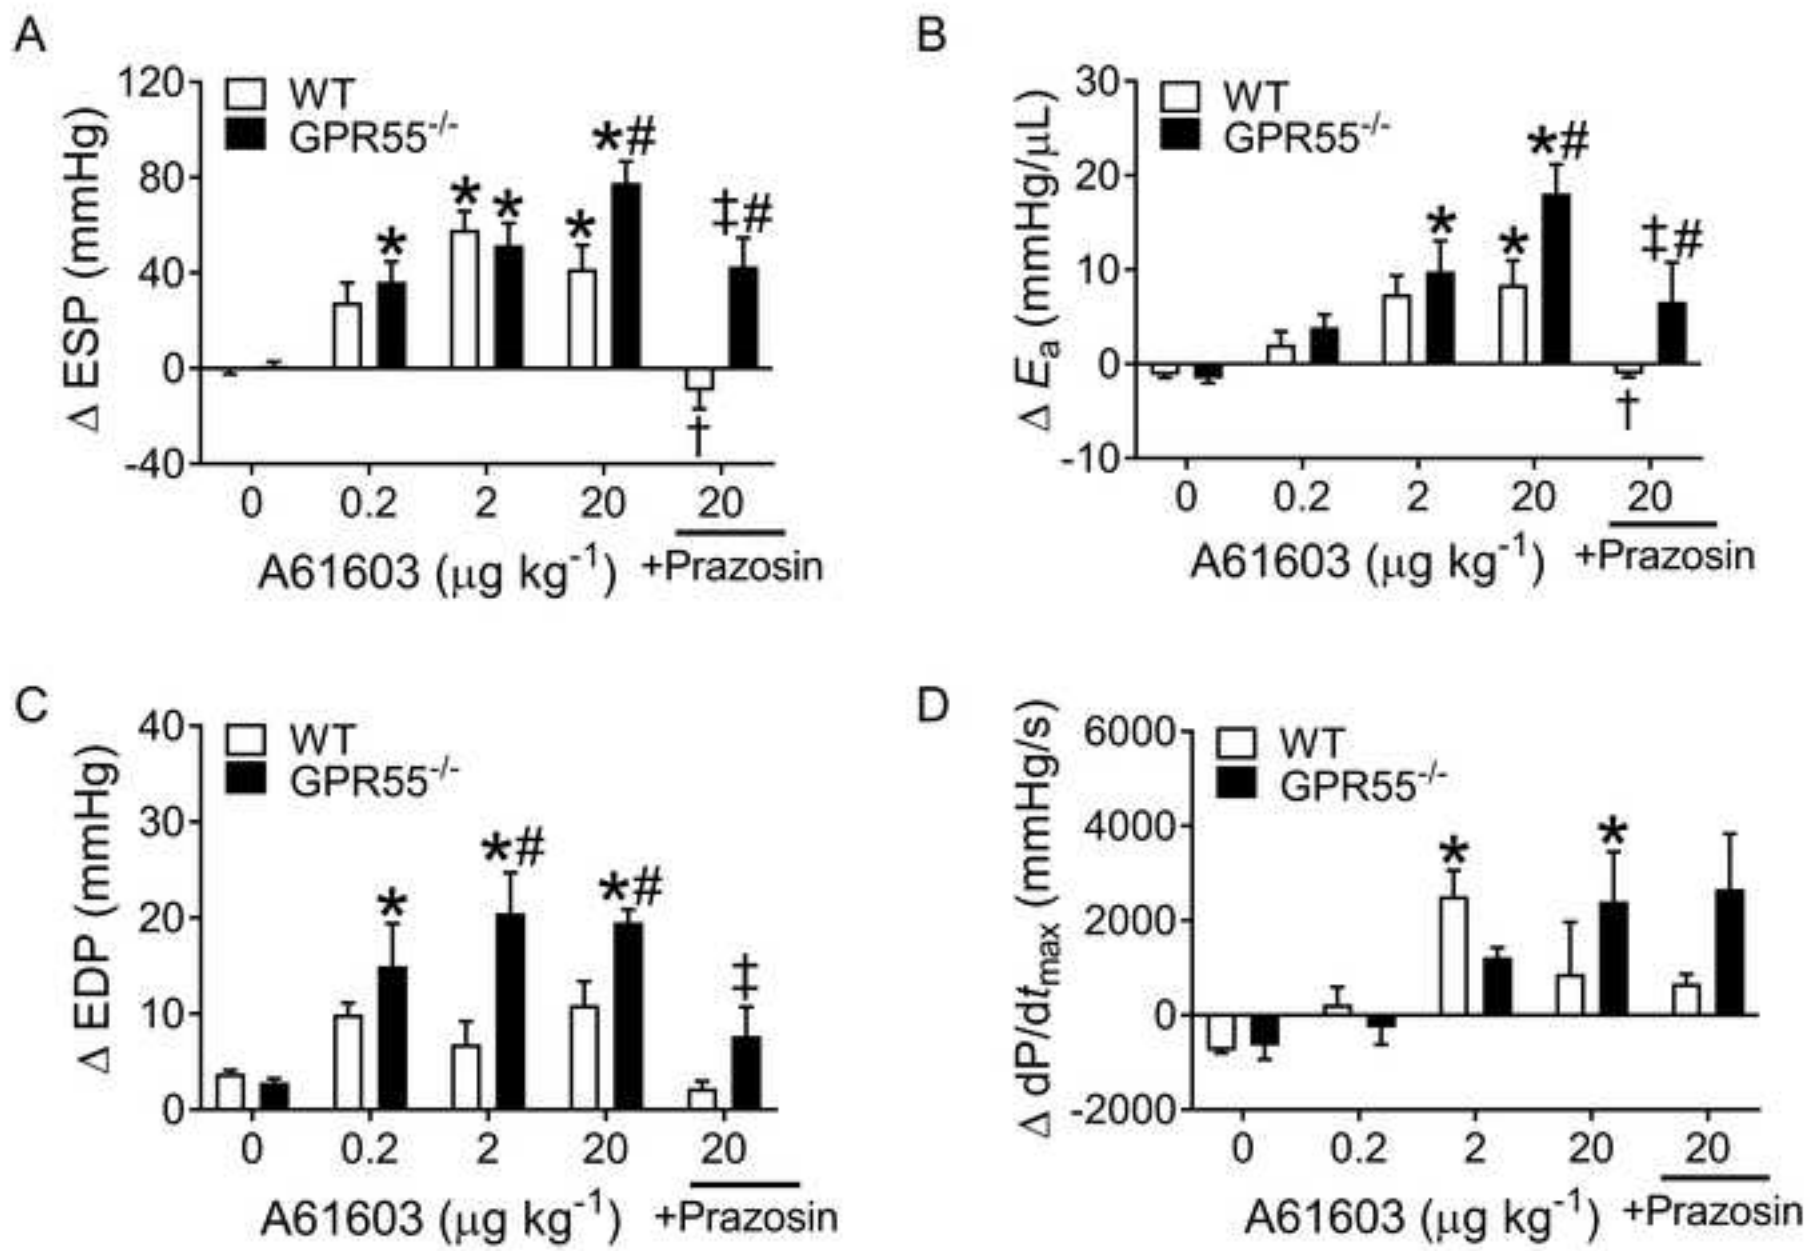 A
Δ ESP (mmHg)
120
80
40
0
-40
WT
GPR55-/-
*
*
*
*
*#
‡#
†
0 0.2 2 20 20
A61603 (μg kg-1) +Prazosin
B
Δ Ea (mmHg/μL)
30
20
10
0
-10
WT
GPR55-/-
*
*
*#
‡#
†
0 0.2 2 20 20
A61603 (μg kg-1) +Prazosin
C
Δ EDP (mmHg)
40
30
20
10
0
WT
GPR55-/-
*
*#
*#
‡
0 0.2 2 20 20
A61603 (μg kg-1) +Prazosin
D
Δ dP/dtmax (mmHg/s)
6000
4000
2000
0
-2000
WT
GPR55-/-
*
*
0 0.2 2 20 20
A61603 (μg kg-1) +Prazosin